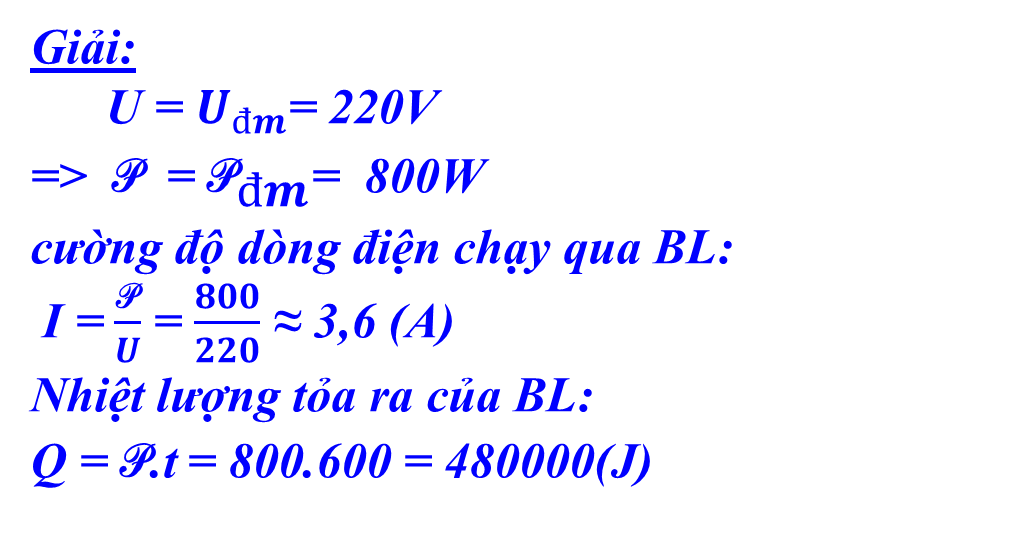 Giải:
U = Uđm = 220V
=> 𝒫 = 𝒫đm = 800W
cường độ dòng điện chạy qua BL:
I = 𝒫/U = 800/220 ≈ 3,6 (A)
Nhiệt lượng tỏa ra của BL:
Q = 𝒫.t = 800.600 = 480000(J)